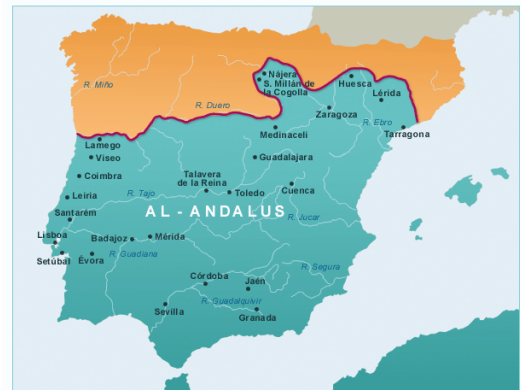 R. Miño
Nájera
S. Millán de
la Cogolla
Huesca
Lérida
R. Duero
Zaragoza
R. Ebro
Tarragona
Medinaceli
Lamego
Viseo
Guadalajara
Coimbra
Talavera
de la Reina
Toledo
Cuenca
R. Tajo
Leiria
Santarém
AL - ANDALUS
R. Jucar
Lisboa
Badajoz
Mérida
Setúbal
Évora
R. Guadiana
R. Segura
Córdoba
Jaén
R. Guadalquivir
Sevilla
Granada